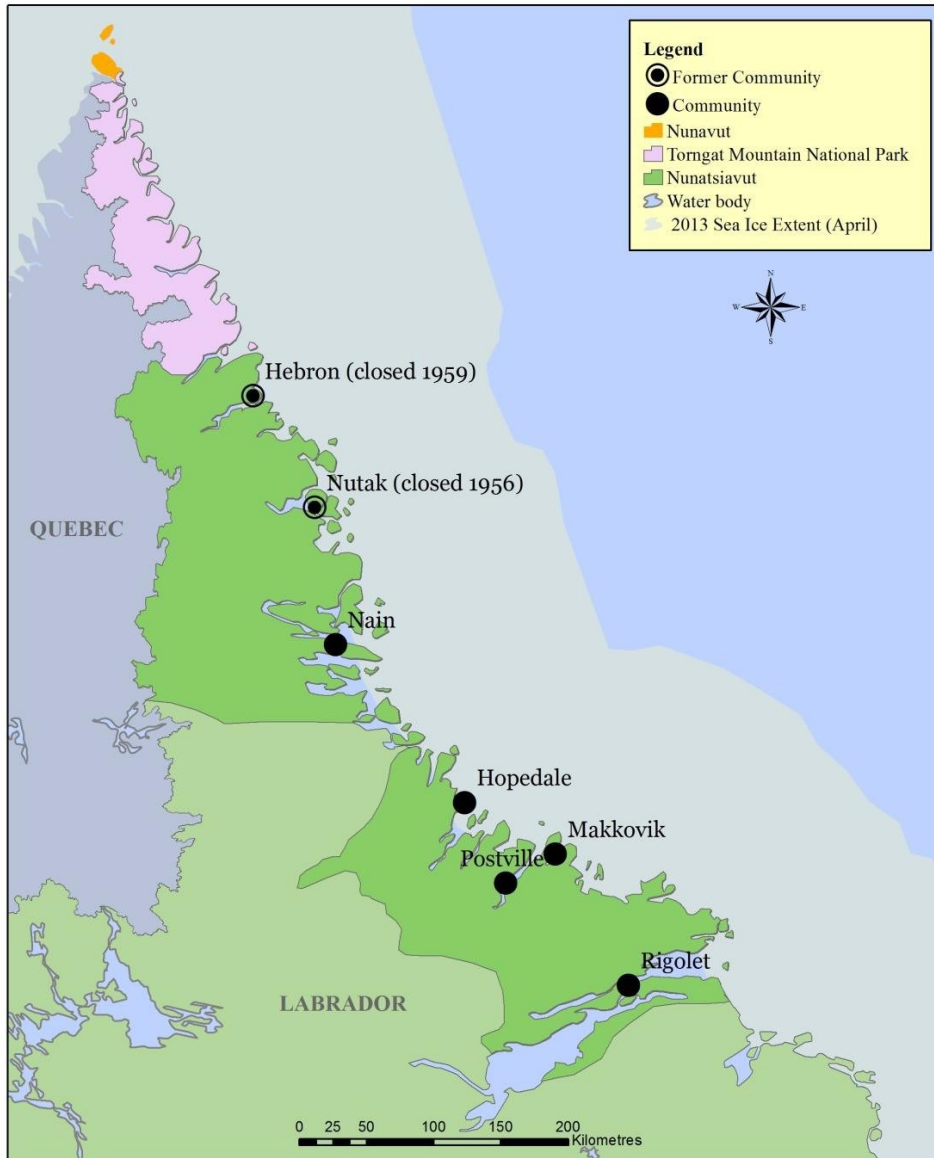 Legend
Former Community
Community
Nunavut
Torngat Mountain National Park
Nunatsiavut
Water body
2013 Sea Ice Extent (April)
N
W E
S
Hebron (closed 1959)
Nutak (closed 1956)
QUEBEC
Nain
Hopedale
Makkovik
Postville
Rigolet
LABRADOR
0 25 50 100 150 200
Kilometres